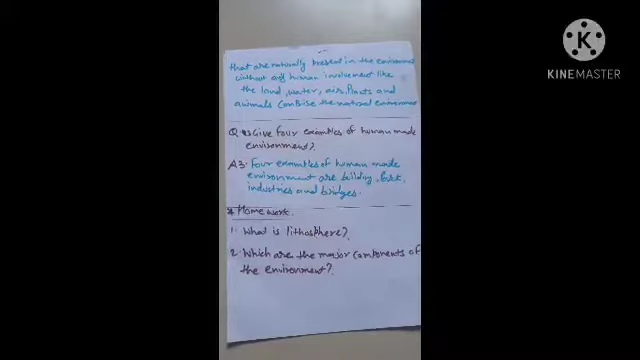 that are naturally present in the environment
without any human involvement like
the land, water, air, Plants and
animals combise the natural environment
Q 3 Give four examples of human made
environment?
A3. Four examples of human made
environment are building, Park,
industries and bridges.
* Home work.
1. What is lithosphere?
2. Which are the major components of
the environment?
KINEMASTER